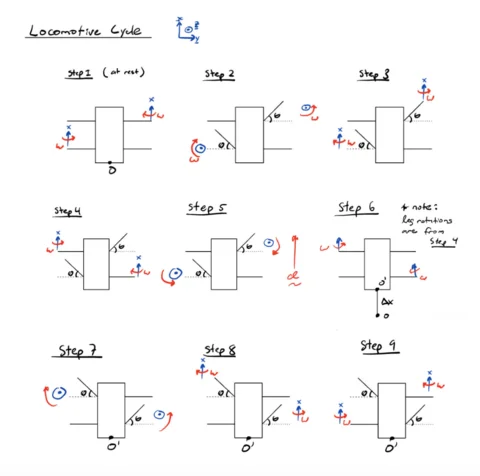 Locomotive Cycle
x
z
y
Step 1 (at rest)
Step 2
Step 3
x
ω
x
ω
O
θ
ω
θ
ω
x
ω
θ
x
ω
Step 4
Step 5
Step 6
* note:
leg rotations
are from
Step 4
x
ω
θ
θ
x
ω
θ
θ
d
x
ω
x
ω
O'
Δx
O
Step 7
Step 8
Step 9
θ
θ
O'
x
ω
θ
θ
x
ω
O'
θ
x
ω
x
ω
θ
O'